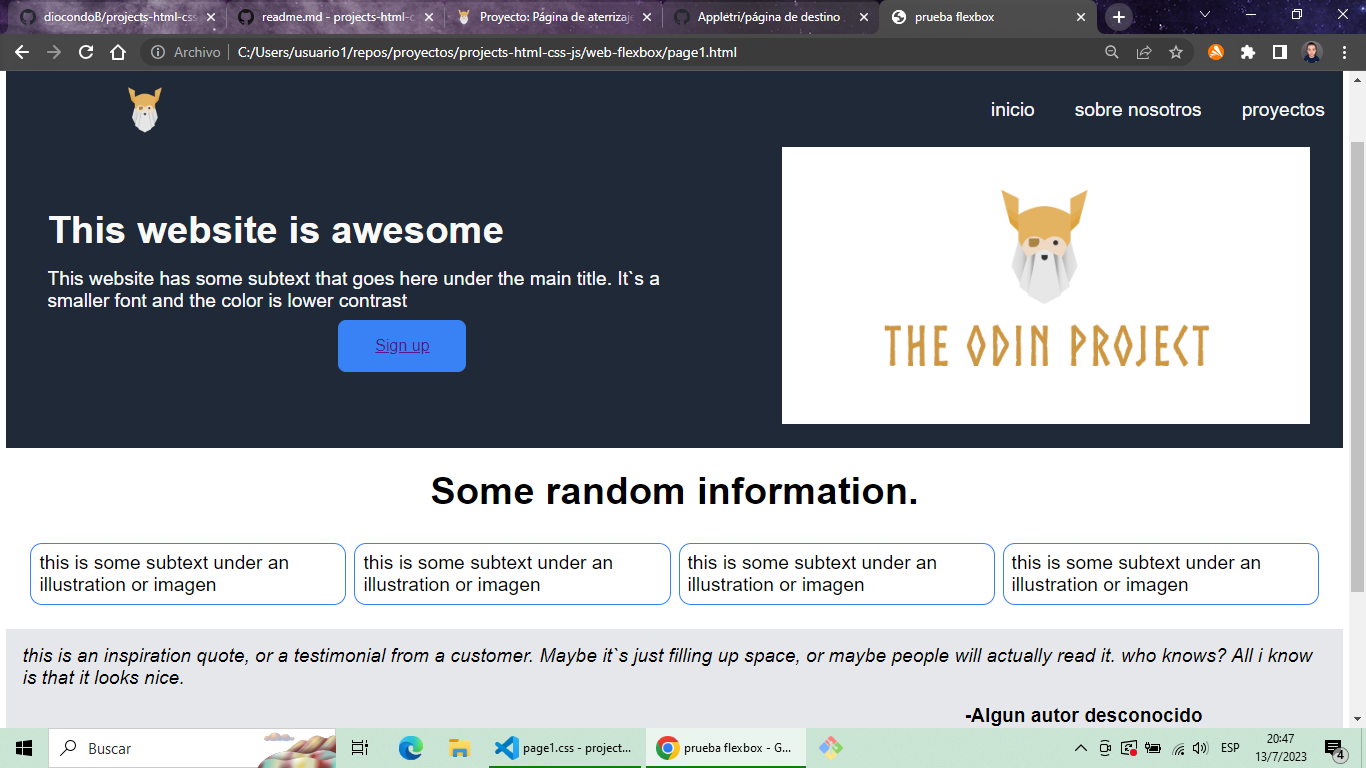 diocondoB/projects-html-cs
readme.md - projects-html-c
Proyecto: Página de aterrizaje
Appletri/página de destino
prueba flexbox
Archivo
C:/Users/usuario1/repos/proyectos/projects-html-css-js/web-flexbox/page1.html
inicio
sobre nosotros
proyectos
This website is awesome
This website has some subtext that goes here under the main title. It`s a
smaller font and the color is lower contrast
Sign up
THE ODIN PROJECT
Some random information.
this is some subtext under an
illustration or imagen
this is some subtext under an
illustration or imagen
this is some subtext under an
illustration or imagen
this is some subtext under an
illustration or imagen
this is an inspiration quote, or a testimonial from a customer. Maybe it`s just filling up space, or maybe people will actually read it. who knows? All i know
is that it looks nice.
-Algun autor desconocido
Buscar
page1.css - project...
prueba flexbox - G...
ESP
20:47
13/7/2023
4